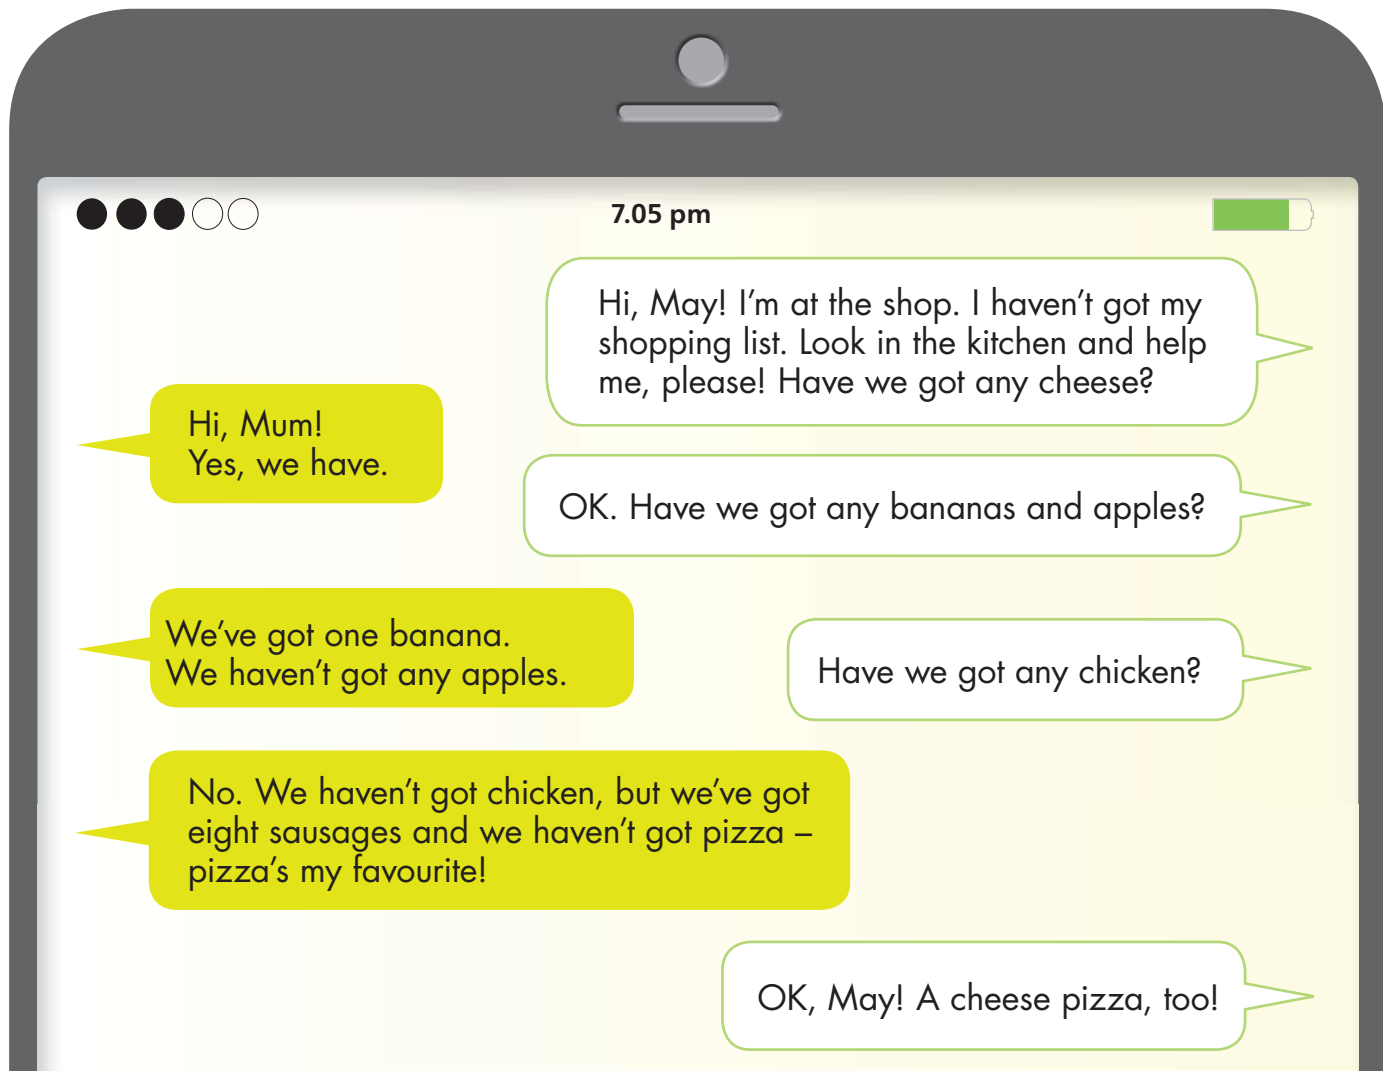 7.05 pm
Hi, May! I’m at the shop. I haven’t got my
shopping list. Look in the kitchen and help
me, please! Have we got any cheese?
Hi, Mum!
Yes, we have.
OK. Have we got any bananas and apples?
We’ve got one banana.
We haven’t got any apples.
Have we got any chicken?
No. We haven’t got chicken, but we’ve got
eight sausages and we haven’t got pizza –
pizza’s my favourite!
OK, May! A cheese pizza, too!